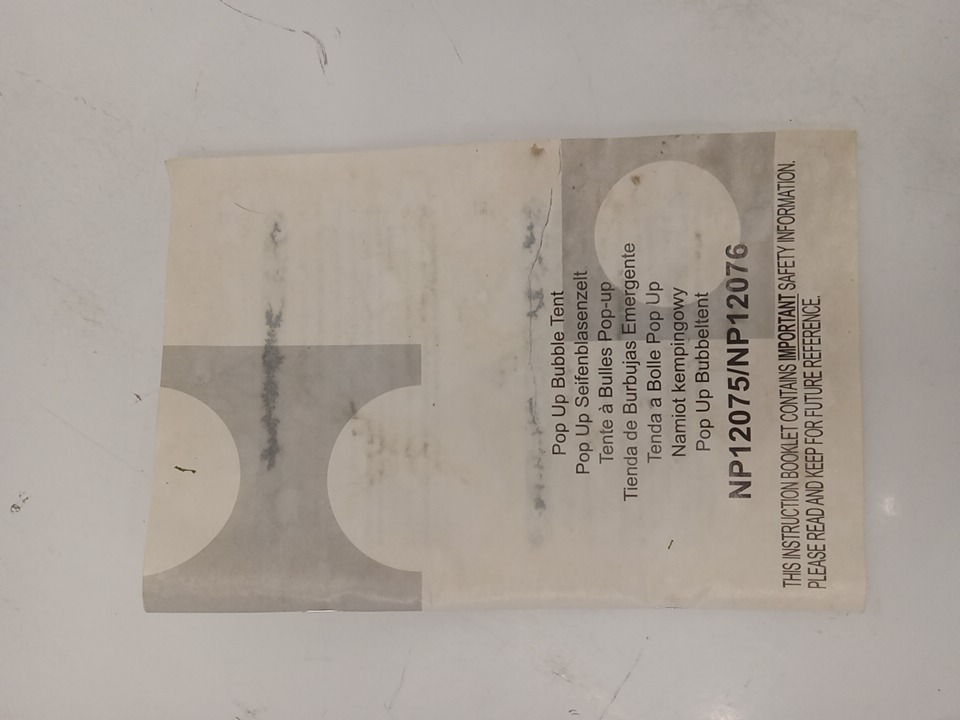 Pop Up Bubble Tent
Pop Up Seifenblasenzelt
Tente à Bulles Pop-up
Tienda de Burbujas Emergente
Tenda a Bolle Pop Up
Namiot kempingowy
Pop Up Bubbeltent
NP12075/NP12076
THIS INSTRUCTION BOOKLET CONTAINS IMPORTANT SAFETY INFORMATION.
PLEASE READ AND KEEP FOR FUTURE REFERENCE.